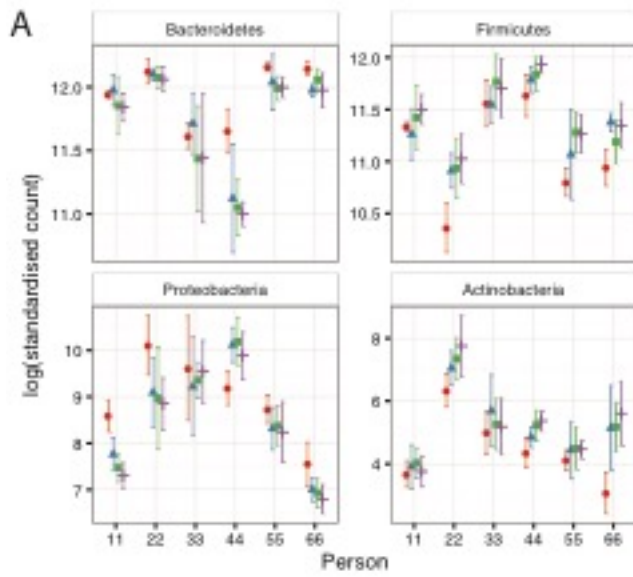 A
Bacteroidetes
Firmicutes
12.0
11.5
11.0
12.0
11.5
11.0
10.5
Proteobacteria
Actinobacteria
10
9
8
7
8
6
4
log(standardised count)
11 22 33 44 55 66
11 22 33 44 55 66
Person